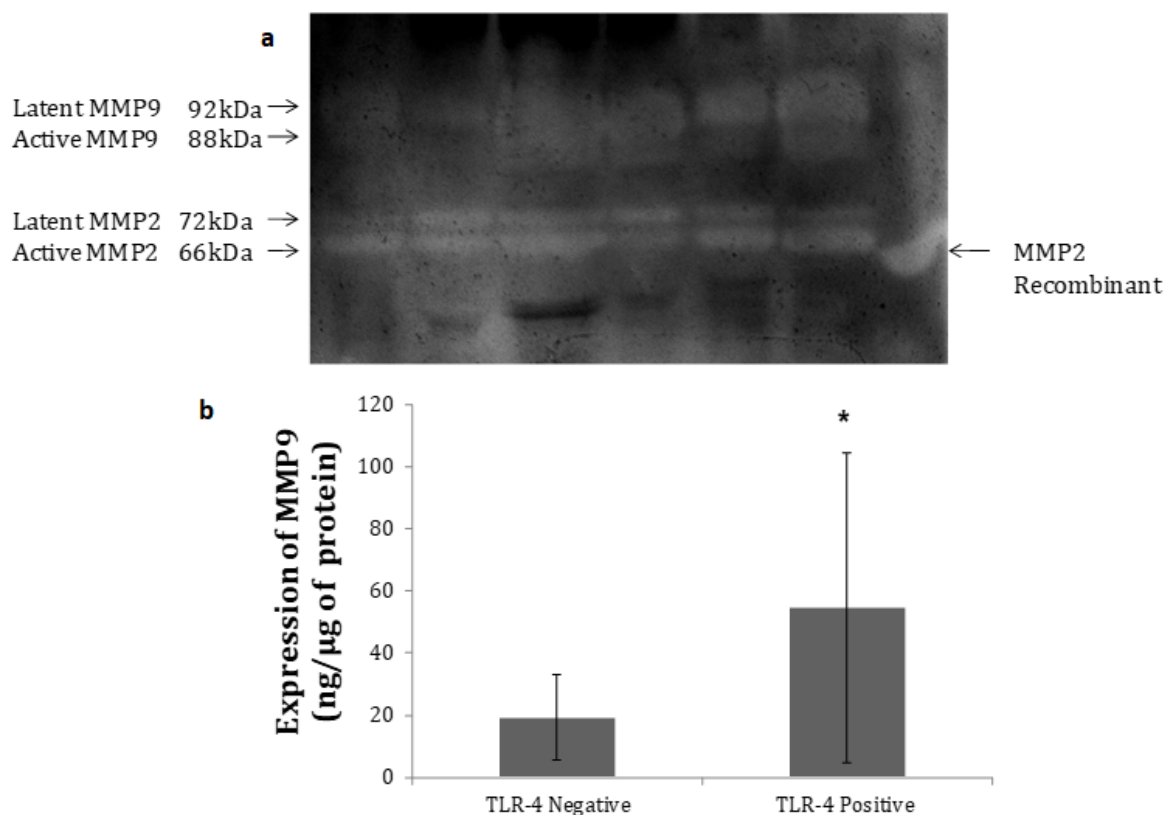 a
Latent MMP9 92kDa →
Active MMP9 88kDa →
Latent MMP2 72kDa →
Active MMP2 66kDa →
← MMP2
Recombinant
b
Expression of MMP9
(ng/µg of protein)
120
100
80
60
40
20
0
*
TLR-4 Negative TLR-4 Positive